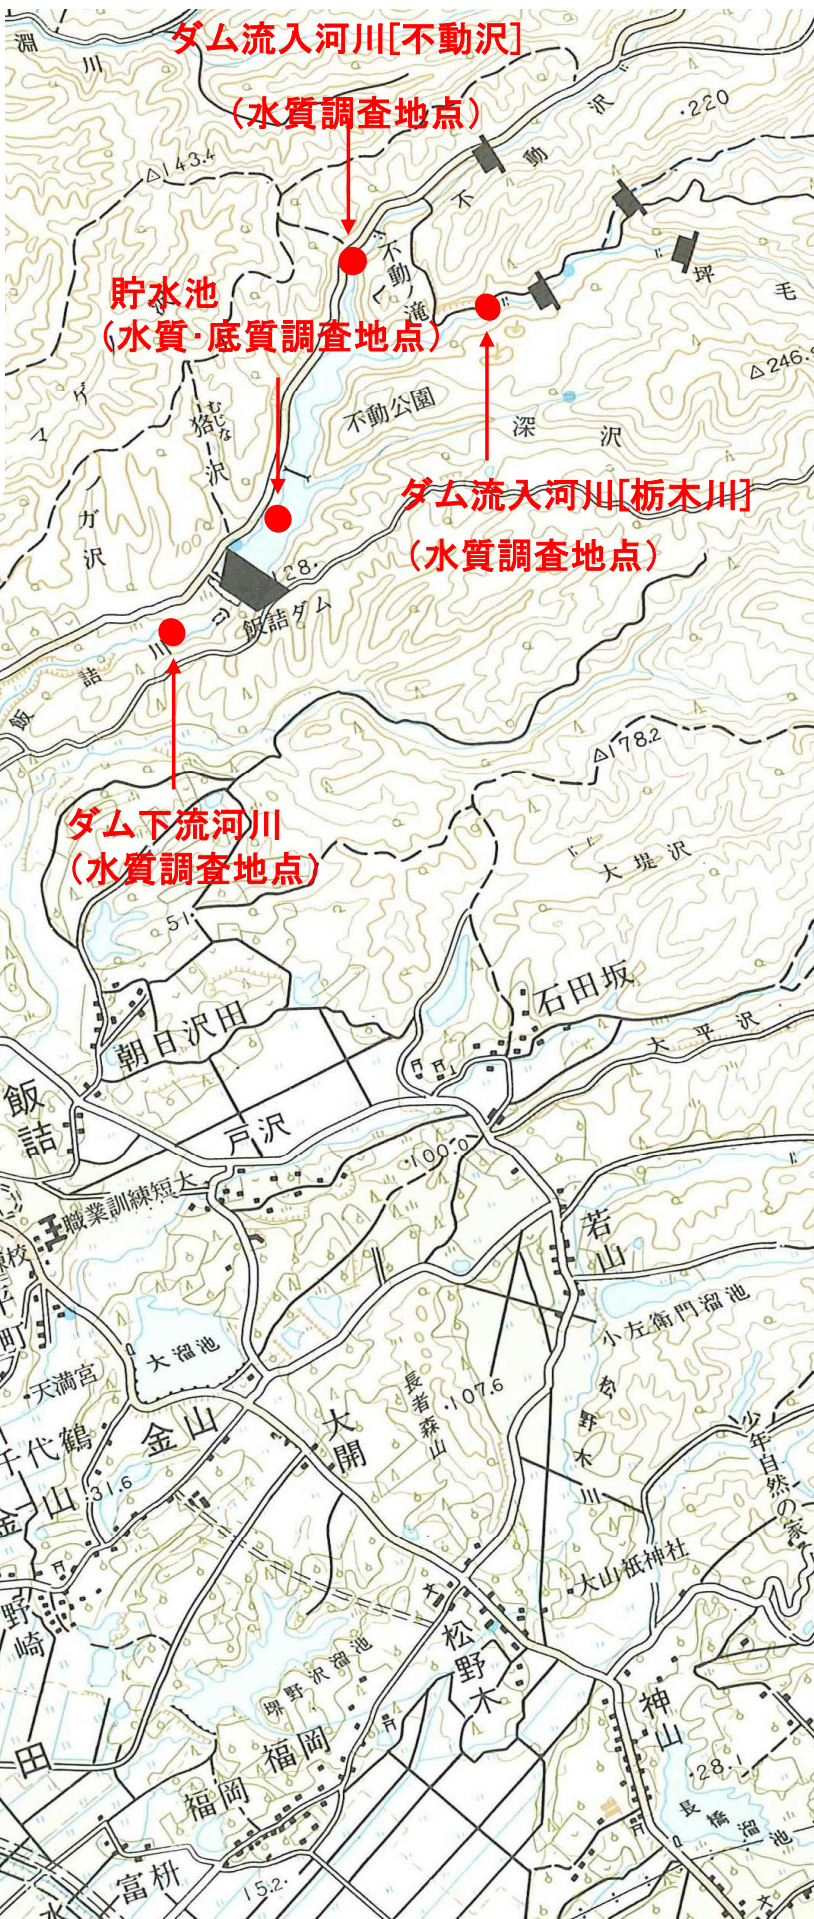 ダム流入河川[不動沢]
(水質調査地点)
淵川
不動沢
・220
△143.4
不動ノ滝
坪毛
貯水池
(水質・底質調査地点)
△246.
不動公園
深沢
むじな
狢沢
ガ沢
ダム流入河川[栃木川]
(水質調査地点)
128.
飯詰ダム
飯詰川
△178.2
ダム下流河川
(水質調査地点)
大堤沢
51.
石田坂
朝日沢田
大平沢
飯詰
戸沢
・100.0
職業訓練短大
若山
小左衛門溜池
大溜池
天満宮
長者森山
・107.6
松野木川
千代鶴
金山
大開
少年自然の家
金山
・31.6
大山祇神社
野崎
松野木
堺野沢溜池
神山
田
福岡
福岡
・28.1
長橋溜池
富枡
15.2.
水